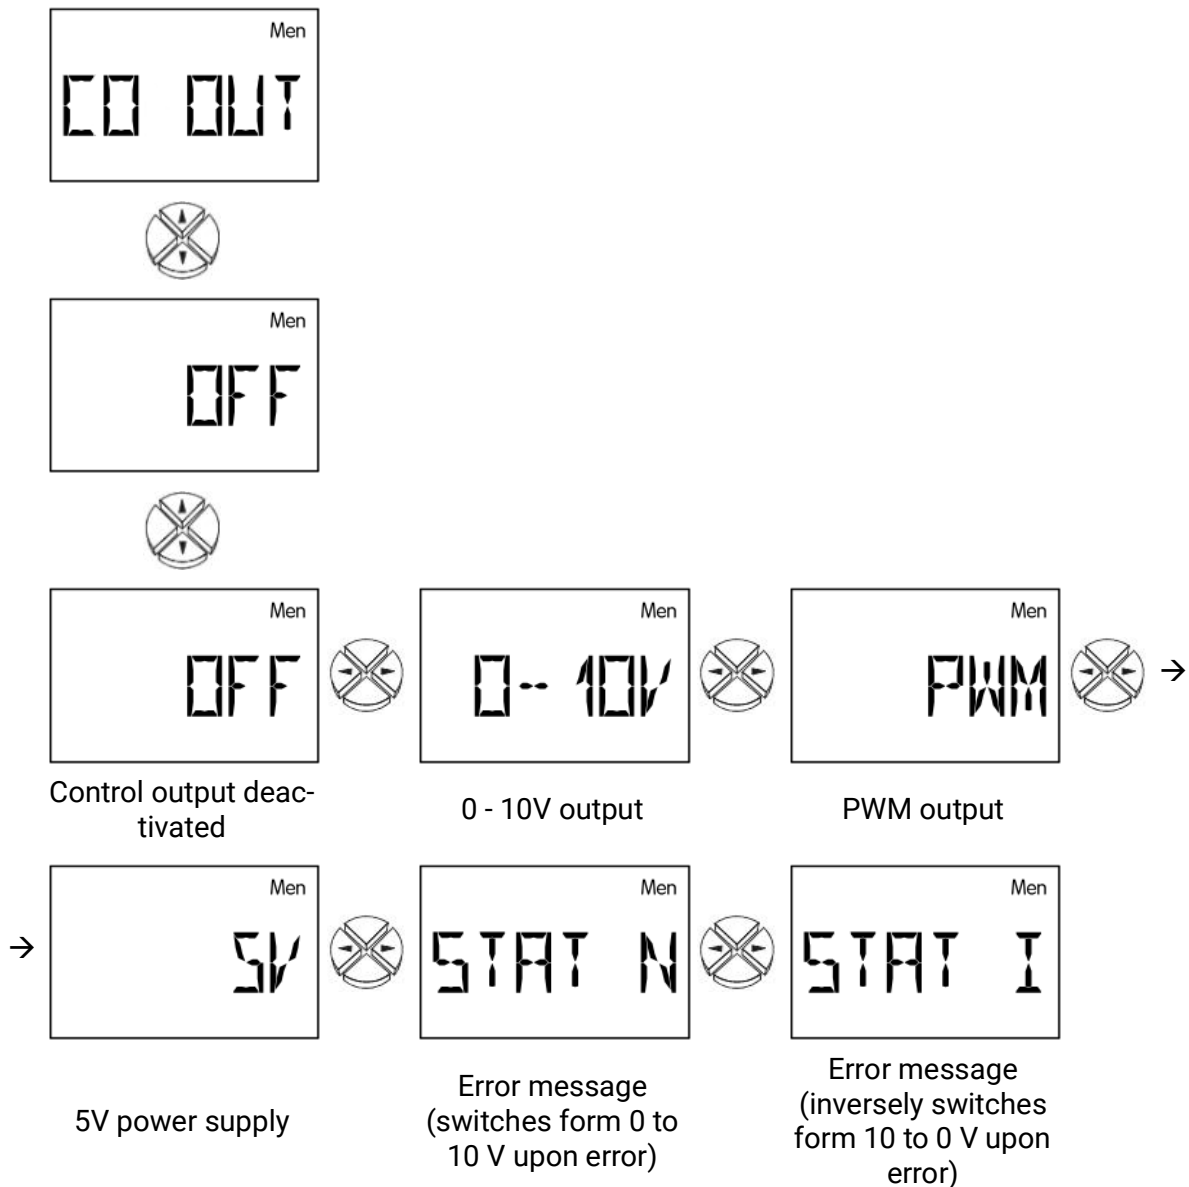 Men
CO OUT
Men
OFF
Men
OFF
Men
0-- 10V
Men
PWM
→
Control output deac-
tivated
0 - 10V output
PWM output
→
Men
5V
Men
STAT N
Men
STAT I
5V power supply
Error message
(switches form 0 to
10 V upon error)
Error message
(inversely switches
form 10 to 0 V upon
error)